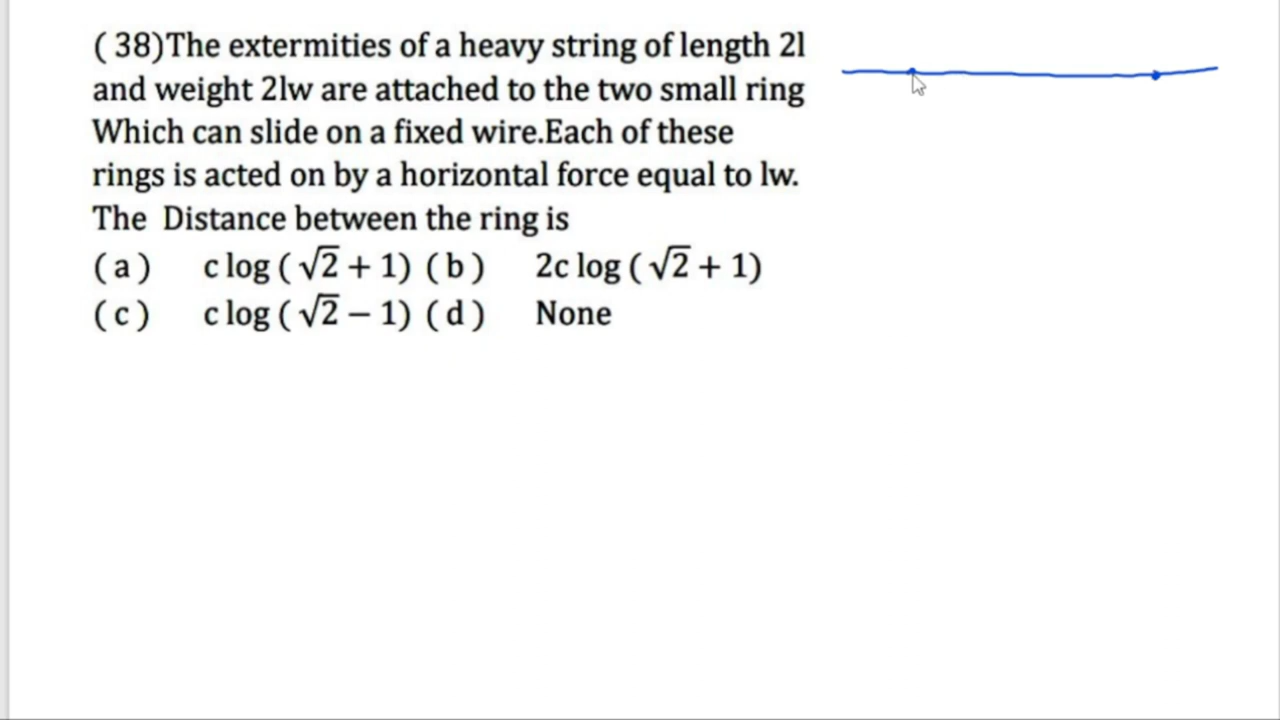 ( 38)The extermities of a heavy string of length 2l
and weight 2lw are attached to the two small ring
Which can slide on a fixed wire.Each of these
rings is acted on by a horizontal force equal to lw.
The Distance between the ring is
( a ) c log ( √2 + 1) ( b ) 2c log ( √2 + 1)
( c ) c log ( √2 − 1) ( d ) None